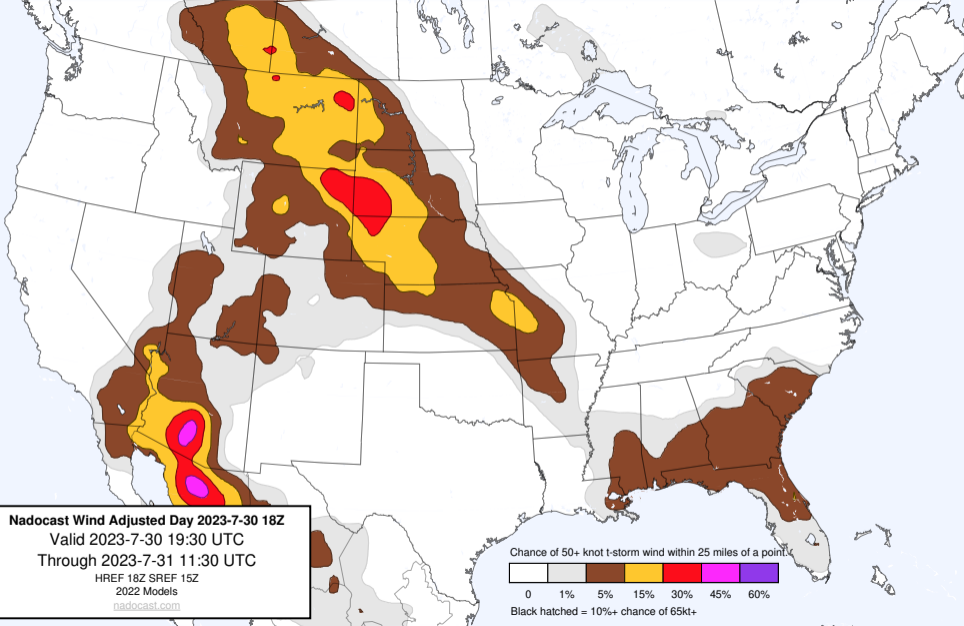 Nadocast Wind Adjusted Day 2023-7-30 18Z
Valid 2023-7-30 19:30 UTC
Through 2023-7-31 11:30 UTC
HREF 18Z SREF 15Z
2022 Models
nadocast.com
Chance of 50+ knot t-storm wind within 25 miles of a point.
0 1% 5% 15% 30% 45% 60%
Black hatched = 10%+ chance of 65kt+